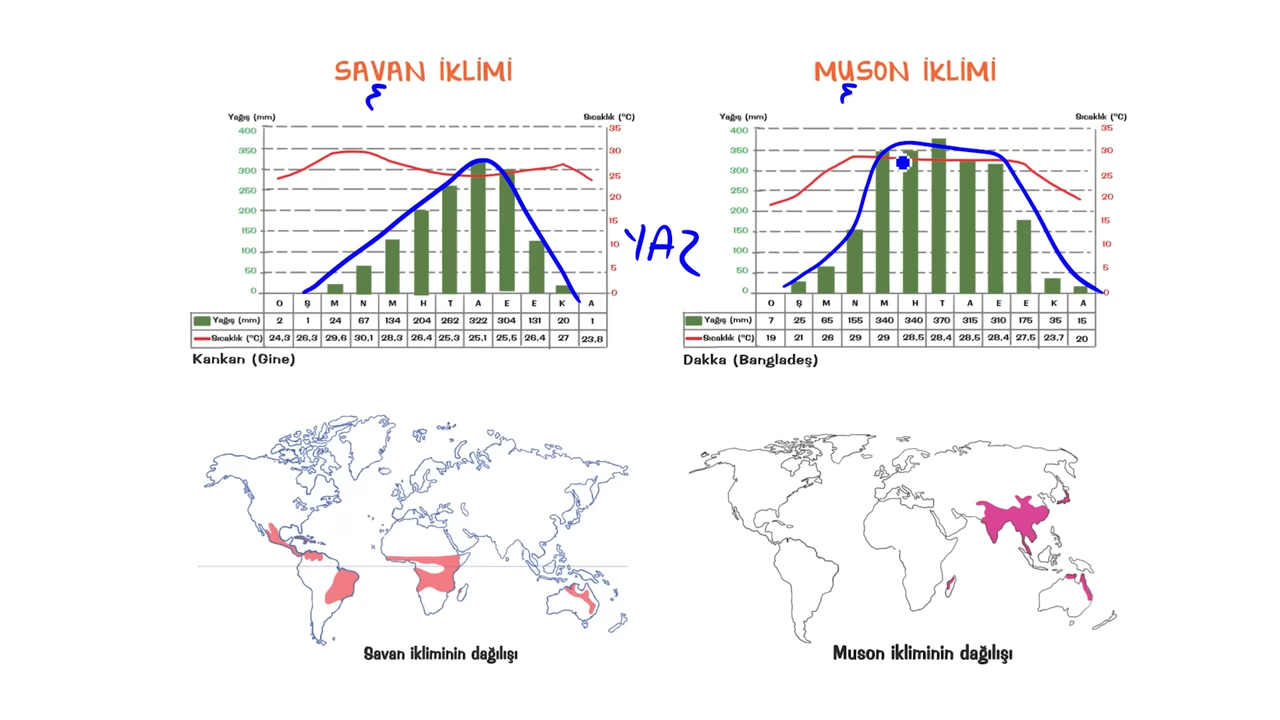 SAVAN İKLİMİ
Yağış (mm) Sıcaklık (°C)
400 35
350 30
300 25
250 20
200 15
150 10
100 5
50 0
0
O Ş M N M H T A E E K A
Yağış (mm) 2 1 24 67 134 204 262 322 304 131 20 1
Sıcaklık (°C) 24,3 26,3 29,6 30,1 28,3 26,4 25,3 25,1 25,5 26,4 27 23,8
Kankan (Gine)
YAZ
MUSON İKLİMİ
Yağış (mm) Sıcaklık (°C)
400 35
350 30
300 25
250 20
200 15
150 10
100 5
50 0
0
O Ş M N M H T A E E K A
Yağış (mm) 7 25 65 155 340 340 370 315 310 175 35 15
Sıcaklık (°C) 19 21 26 29 29 28,5 28,4 28,5 28,4 27,5 23,7 20
Dakka (Bangladeş)
Savan ikliminin dağılışı
Muson ikliminin dağılışı